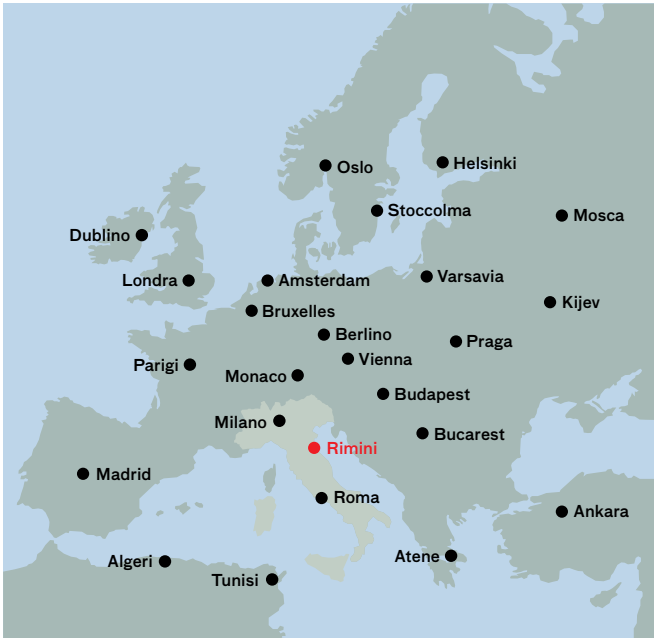 Oslo
Helsinki
Stoccolma
Mosca
Dublino
Londra
Amsterdam
Varsavia
Kijev
Bruxelles
Berlino
Praga
Vienna
Parigi
Monaco
Budapest
Milano
Bucarest
Rimini
Madrid
Roma
Ankara
Atene
Algeri
Tunisi